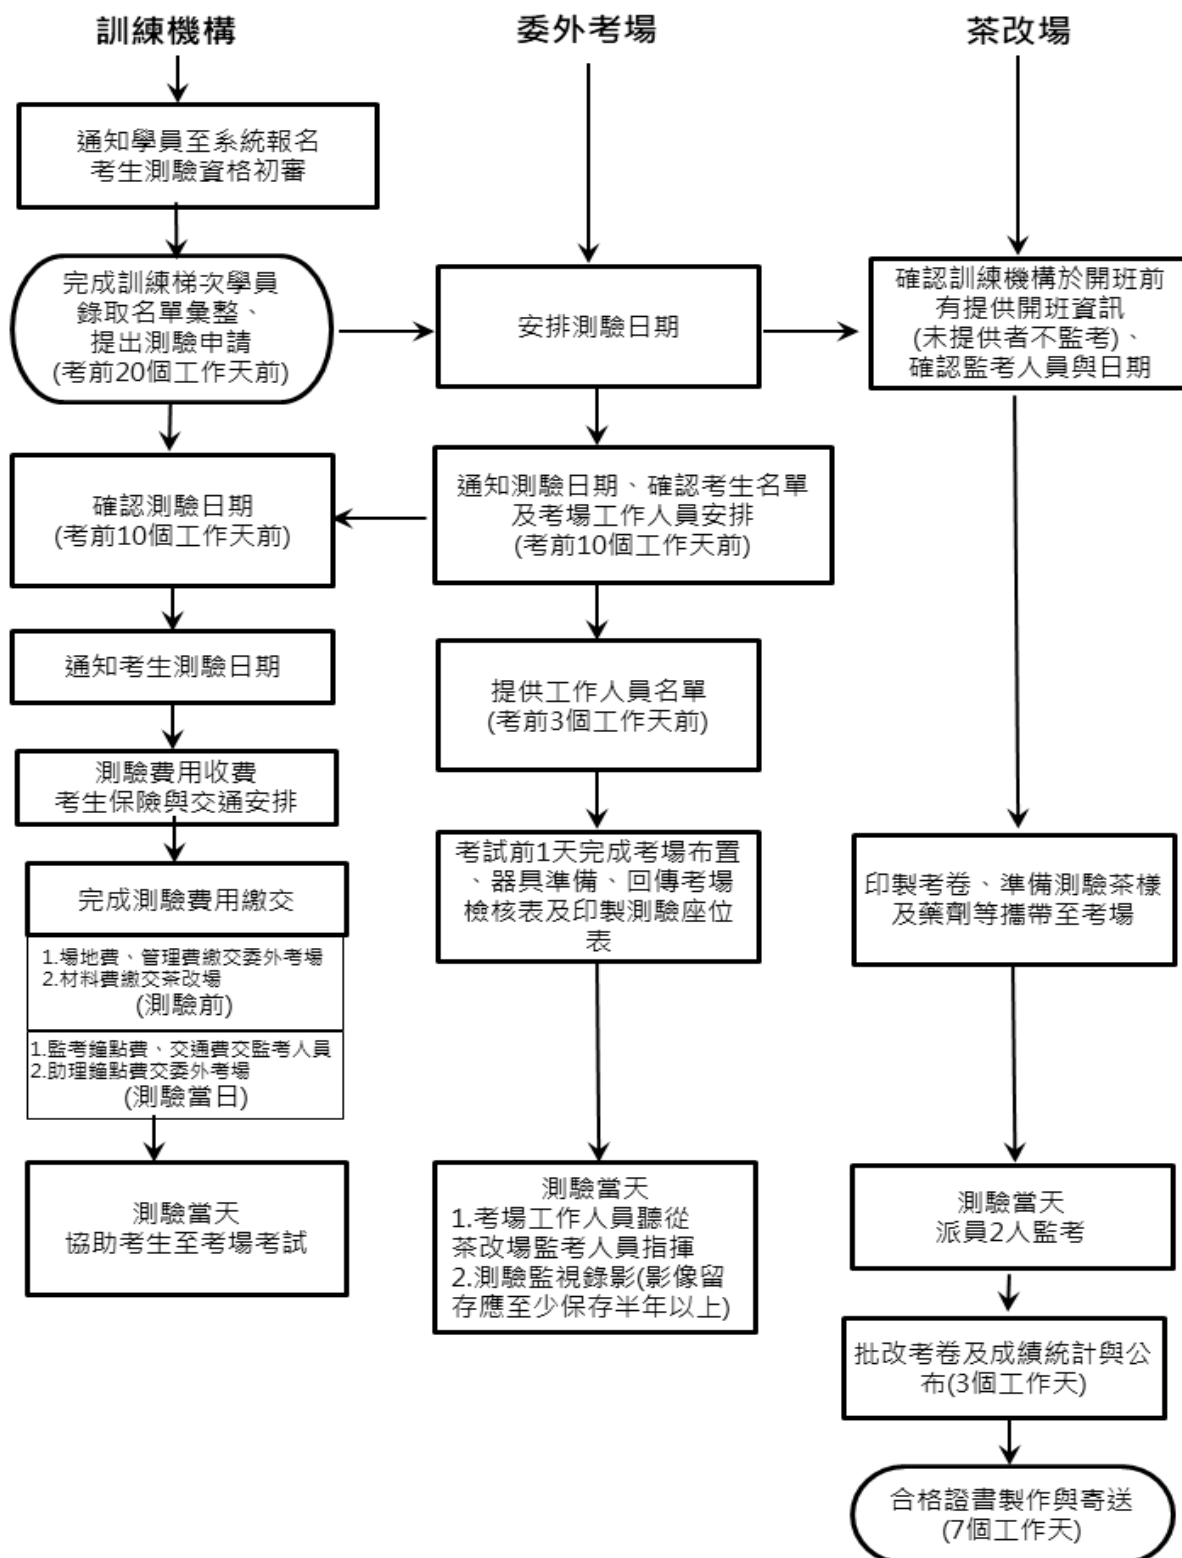 訓練機構
通知學員至系統報名
考生測驗資格初審
完成訓練梯次學員
錄取名單彙整、
提出測驗申請
(考前20個工作天前)
確認測驗日期
(考前10個工作天前)
通知考生測驗日期
測驗費用收費
考生保險與交通安排
完成測驗費用繳交
1.場地費、管理費繳交委外考場
2.材料費繳交茶改場
(測驗前)
1.監考鐘點費、交通費交監考人員
2.助理鐘點費交委外考場
(測驗當日)
測驗當天
協助考生至考場考試
委外考場
安排測驗日期
通知測驗日期、確認考生名單
及考場工作人員安排
(考前10個工作天前)
提供工作人員名單
(考前3個工作天前)
考試前1天完成考場布置
、器具準備、回傳考場
檢核表及印製測驗座位
表
測驗當天
1.考場工作人員聽從
茶改場監考人員指揮
2.測驗監視錄影(影像留
存應至少保存半年以上)
茶改場
確認訓練機構於開班前
有提供開班資訊
(未提供者不監考)、
確認監考人員與日期
印製考卷、準備測驗茶樣
及藥劑等攜帶至考場
測驗當天
派員2人監考
批改考卷及成績統計與公
布(3個工作天)
合格證書製作與寄送
(7個工作天)